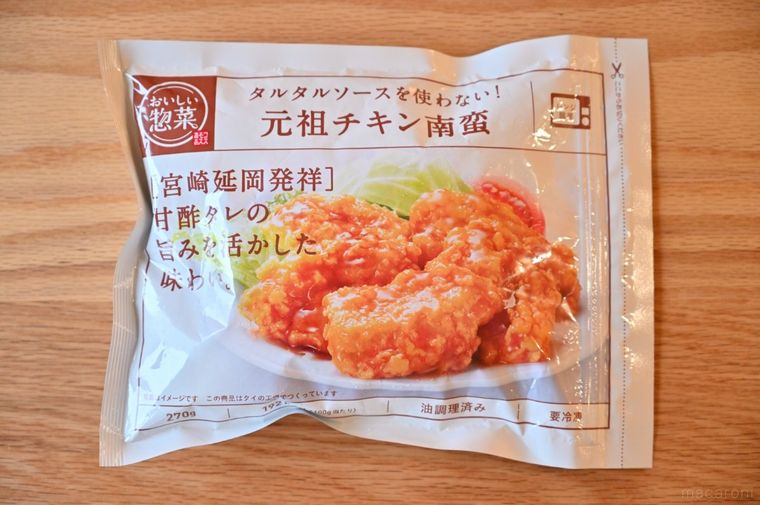 おいしい
惣菜
タルタルソースを使わない!
元祖チキン南蛮
[宮崎延岡発祥]
甘酢タレの
旨みを活かした
味わい。
イメージです この商品はタイの工場でつくっています
270g
油調理済み
要冷凍
macaroni